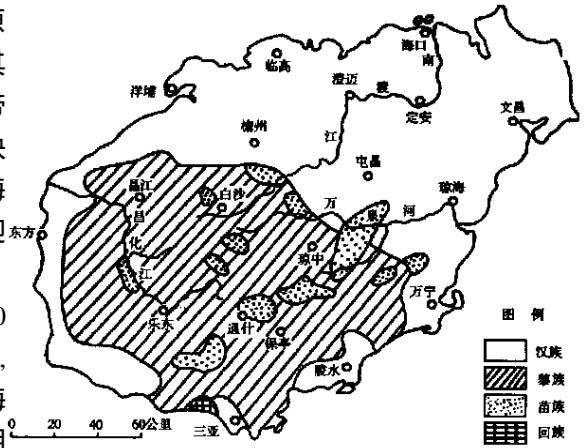 海口
南
临高
澄迈
渡
洋埔
定安
文昌
儋州
江
屯昌
昌江
白沙
万
泉
河
琼海
昌
东方
化
琼中
江
万宁
乐东
通什
保亭
陵水
三亚
0 20 40 60公里
图 例
汉族
黎族
苗族
回族